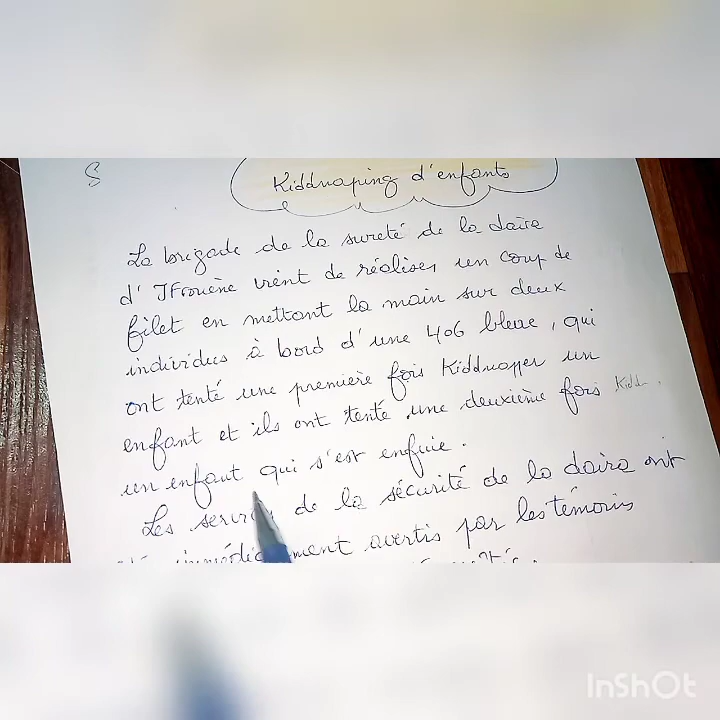 S
Kiddnaping d'enfants
La brigade de la sureté de la daïra
d'IFrouène vient de réaliser un coup de
filet en mettant la main sur deux
individus à bord d'une 406 bleue, qui
ont tenté une première fois Kiddnapper un
enfant et ils ont tenté une deuxième fois Kidn.
un enfant qui s'est enfuie.
Les de la sécurité de la daira ont
avertis par les témoins
InShOt